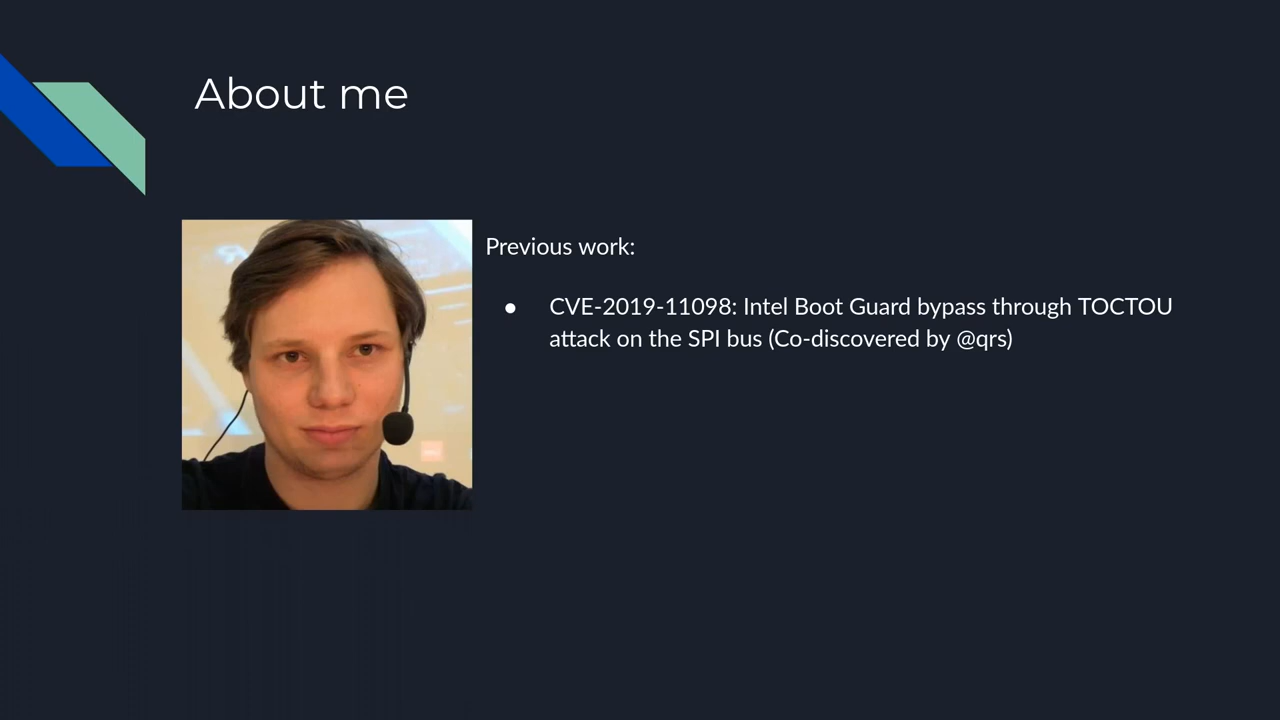 About me
Previous work:
● CVE-2019-11098: Intel Boot Guard bypass through TOCTOU
attack on the SPI bus (Co-discovered by @qrs)